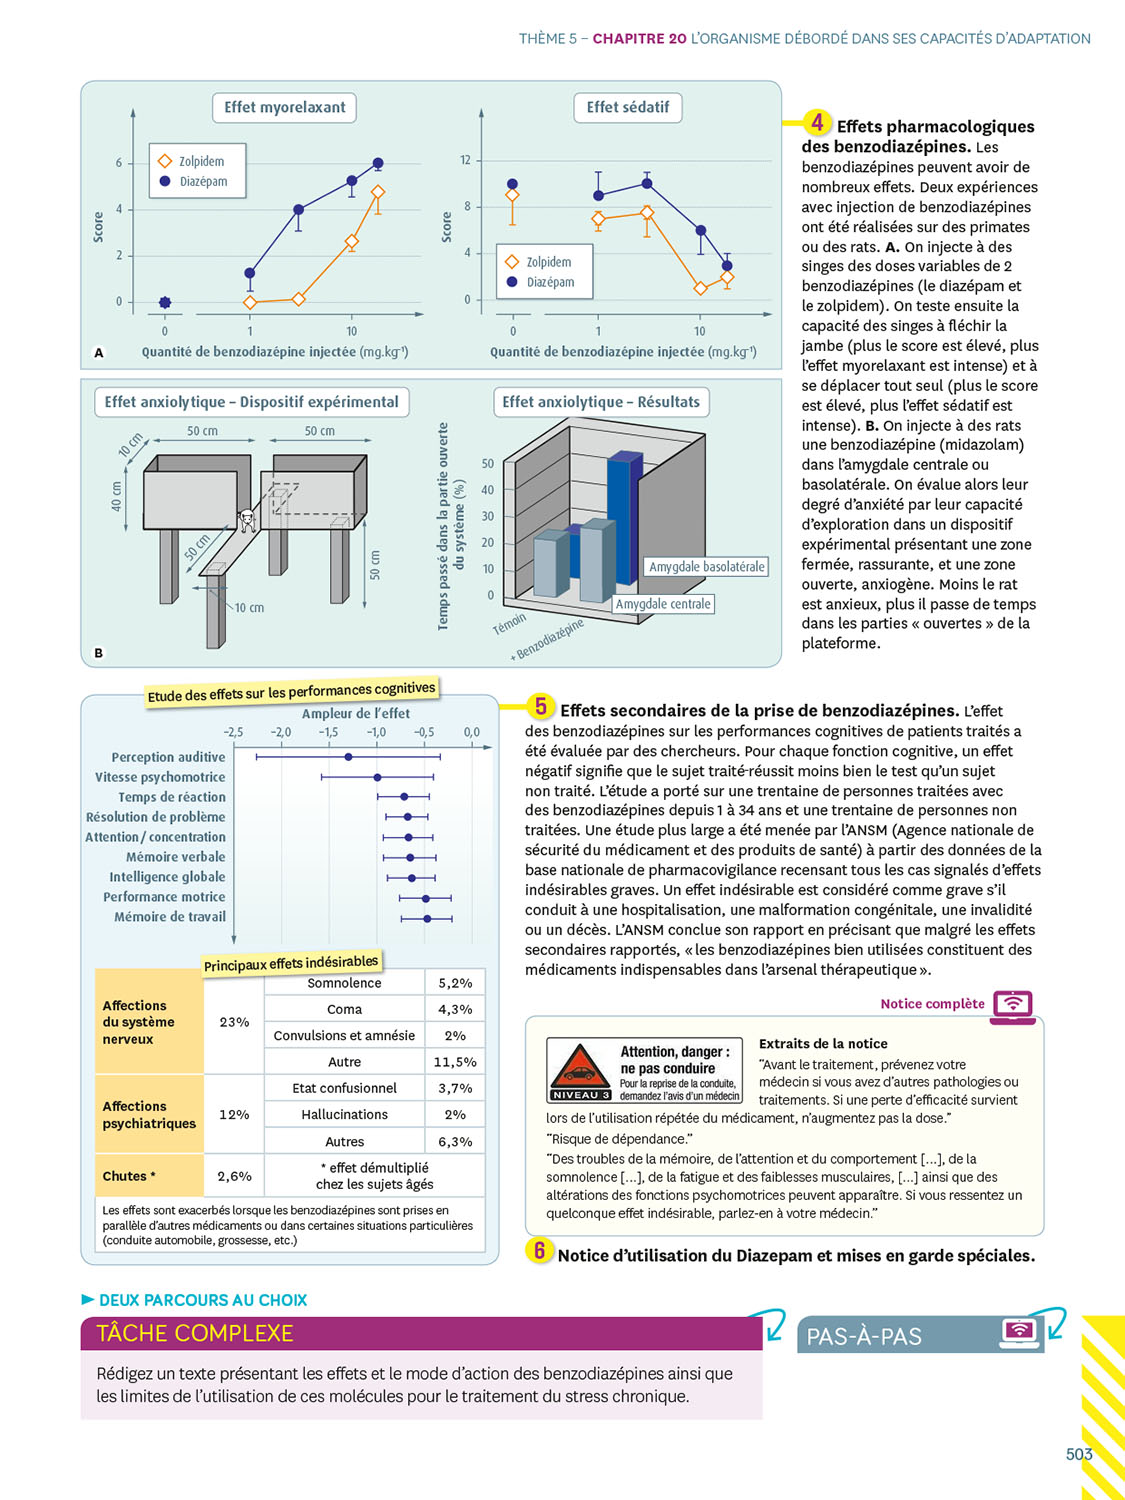 THÈME 5 – CHAPITRE 20 L’ORGANISME DÉBORDÉ DANS SES CAPACITÉS D’ADAPTATION
Effet myorelaxant
Score
6
4
2
0
Zolpidem
Diazépam
0
1
10
Quantité de benzodiazépine injectée (mg.kg⁻¹)
A
Effet sédatif
Score
12
8
4
0
Zolpidem
Diazépam
0
1
10
Quantité de benzodiazépine injectée (mg.kg⁻¹)
Effet anxiolytique – Dispositif expérimental
10 cm
50 cm
50 cm
40 cm
50 cm
50 cm
10 cm
B
Effet anxiolytique – Résultats
Temps passé dans la partie ouverte
du système (%)
50
40
30
20
10
0
Amygdale basolatérale
Amygdale centrale
Témoin
+ Benzodiazépine
4 Effets pharmacologiques
des benzodiazépines. Les
benzodiazépines peuvent avoir de
nombreux effets. Deux expériences
avec injection de benzodiazépines
ont été réalisées sur des primates
ou des rats. A. On injecte à des
singes des doses variables de 2
benzodiazépines (le diazépam et
le zolpidem). On teste ensuite la
capacité des singes à fléchir la
jambe (plus le score est élevé, plus
l’effet myorelaxant est intense) et à
se déplacer tout seul (plus le score
est élevé, plus l’effet sédatif est
intense). B. On injecte à des rats
une benzodiazépine (midazolam)
dans l’amygdale centrale ou
basolatérale. On évalue alors leur
degré d’anxiété par leur capacité
d’exploration dans un dispositif
expérimental présentant une zone
fermée, rassurante, et une zone
ouverte, anxiogène. Moins le rat
est anxieux, plus il passe de temps
dans les parties « ouvertes » de la
plateforme.
Etude des effets sur les performances cognitives
Ampleur de l’effet
–2,5 –2,0 –1,5 –1,0 –0,5 0,0
Perception auditive
Vitesse psychomotrice
Temps de réaction
Résolution de problème
Attention / concentration
Mémoire verbale
Intelligence globale
Performance motrice
Mémoire de travail
Principaux effets indésirables
Affections
du système
nerveux
23%
Somnolence 5,2%
Coma 4,3%
Convulsions et amnésie 2%
Autre 11,5%
Affections
psychiatriques
12%
Etat confusionnel 3,7%
Hallucinations 2%
Autres 6,3%
Chutes * 2,6%
* effet démultiplié
chez les sujets âgés
Les effets sont exacerbés lorsque les benzodiazépines sont prises en
parallèle d’autres médicaments ou dans certaines situations particulières
(conduite automobile, grossesse, etc.)
5 Effets secondaires de la prise de benzodiazépines. L’effet
des benzodiazépines sur les performances cognitives de patients traités a
été évaluée par des chercheurs. Pour chaque fonction cognitive, un effet
négatif signifie que le sujet traité-réussit moins bien le test qu’un sujet
non traité. L’étude a porté sur une trentaine de personnes traitées avec
des benzodiazépines depuis 1 à 34 ans et une trentaine de personnes non
traitées. Une étude plus large a été menée par l’ANSM (Agence nationale de
sécurité du médicament et des produits de santé) à partir des données de la
base nationale de pharmacovigilance recensant tous les cas signalés d’effets
indésirables graves. Un effet indésirable est considéré comme grave s’il
conduit à une hospitalisation, une malformation congénitale, une invalidité
ou un décès. L’ANSM conclue son rapport en précisant que malgré les effets
secondaires rapportés, « les benzodiazépines bien utilisées constituent des
médicaments indispensables dans l’arsenal thérapeutique ».
Notice complète
NIVEAU 3
Attention, danger :
ne pas conduire
Pour la reprise de la conduite,
demandez l’avis d’un médecin
Extraits de la notice
“Avant le traitement, prévenez votre
médecin si vous avez d’autres pathologies ou
traitements. Si une perte d’efficacité survient
lors de l’utilisation répétée du médicament, n’augmentez pas la dose.”
“Risque de dépendance.”
“Des troubles de la mémoire, de l’attention et du comportement [...], de la
somnolence [...], de la fatigue et des faiblesses musculaires, [...] ainsi que des
altérations des fonctions psychomotrices peuvent apparaître. Si vous ressentez un
quelconque effet indésirable, parlez-en à votre médecin.”
6 Notice d’utilisation du Diazepam et mises en garde spéciales.
DEUX PARCOURS AU CHOIX
TÂCHE COMPLEXE
Rédigez un texte présentant les effets et le mode d’action des benzodiazépines ainsi que
les limites de l’utilisation de ces molécules pour le traitement du stress chronique.
PAS-À-PAS
503